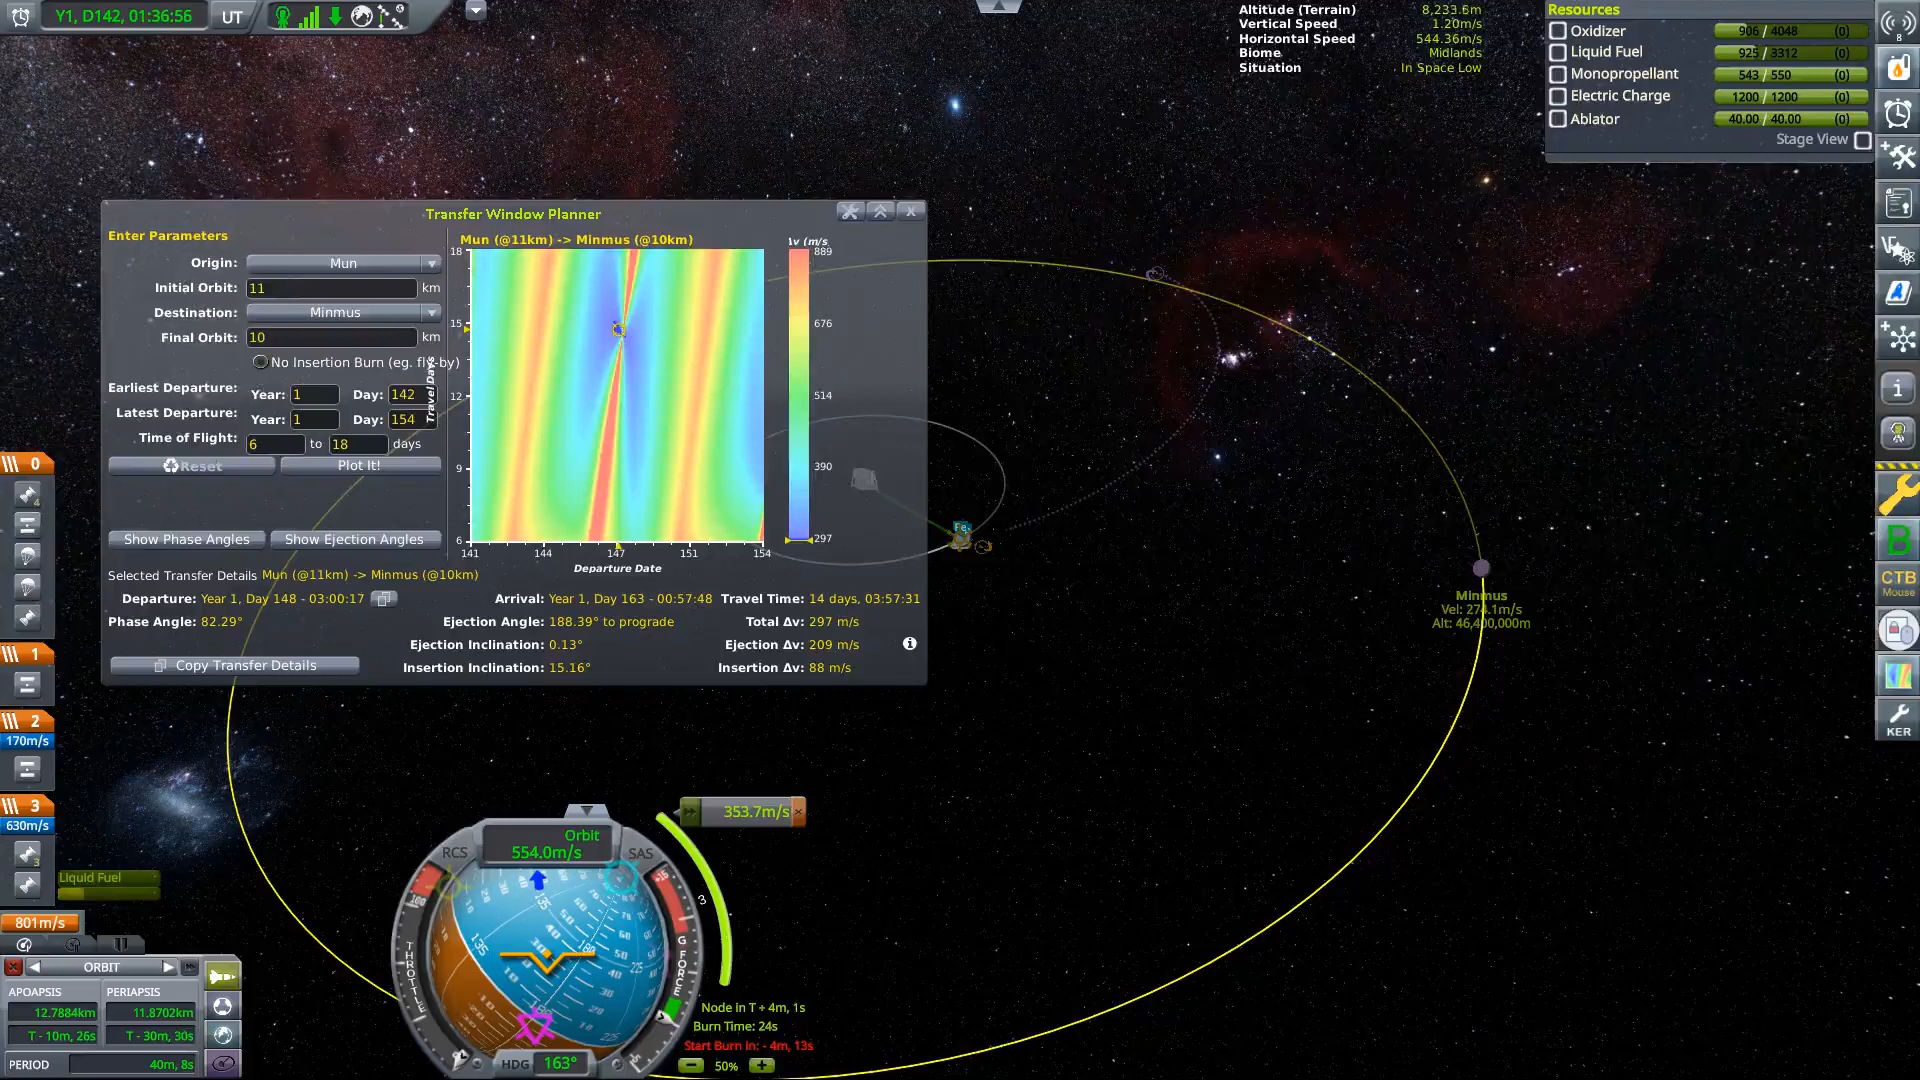 Y1, D142, 01:36:56
UT
Altitude (Terrain) 8,233.6m
Vertical Speed 1.20m/s
Horizontal Speed 544.36m/s
Biome Midlands
Situation In Space Low
Resources
Oxidizer 906 / 4048 (0)
Liquid Fuel 925 / 3312 (0)
Monopropellant 543 / 550 (0)
Electric Charge 1200 / 1200 (0)
Ablator 40.00 / 40.00 (0)
Stage View
8
Transfer Window Planner
Enter Parameters
Origin: Mun
Initial Orbit: 11 km
Destination: Minmus
Final Orbit: 10 km
No Insertion Burn (eg. fly-by)
Earliest Departure: Year: 1 Day: 142
Latest Departure: Year: 1 Day: 154
Time of Flight: 6 to 18 days
Reset
Plot It!
Show Phase Angles
Show Ejection Angles
Mun (@11km) -> Minmus (@10km)
Δv (m/s
18
15
12
9
6
Travel Days
141 144 147 151 154
Departure Date
889
676
514
390
297
Selected Transfer Details Mun (@11km) -> Minmus (@10km)
Departure: Year 1, Day 148 - 03:00:17
Arrival: Year 1, Day 163 - 00:57:48
Travel Time: 14 days, 03:57:31
Phase Angle: 82.29°
Ejection Angle: 188.39° to prograde
Total Δv: 297 m/s
Ejection Inclination: 0.13°
Ejection Δv: 209 m/s
Copy Transfer Details
Insertion Inclination: 15.16°
Insertion Δv: 88 m/s
Fe
Minmus
Vel: 274.1m/s
Alt: 46,400,000m
B
CTB
Mouse
KER
0
4
1
2
170m/s
3
630m/s
3
Liquid Fuel
801m/s
ORBIT
APOAPSIS PERIAPSIS
12.7884km 11.8702km
T - 10m, 26s T - 30m, 30s
PERIOD 40m, 8s
Orbit
554.0m/s
RCS
SAS
THROTTLE
G FORCE
HDG 163°
353.7m/s
3
Node in T + 4m, 1s
Burn Time: 24s
Start Burn in: - 4m, 13s
50%